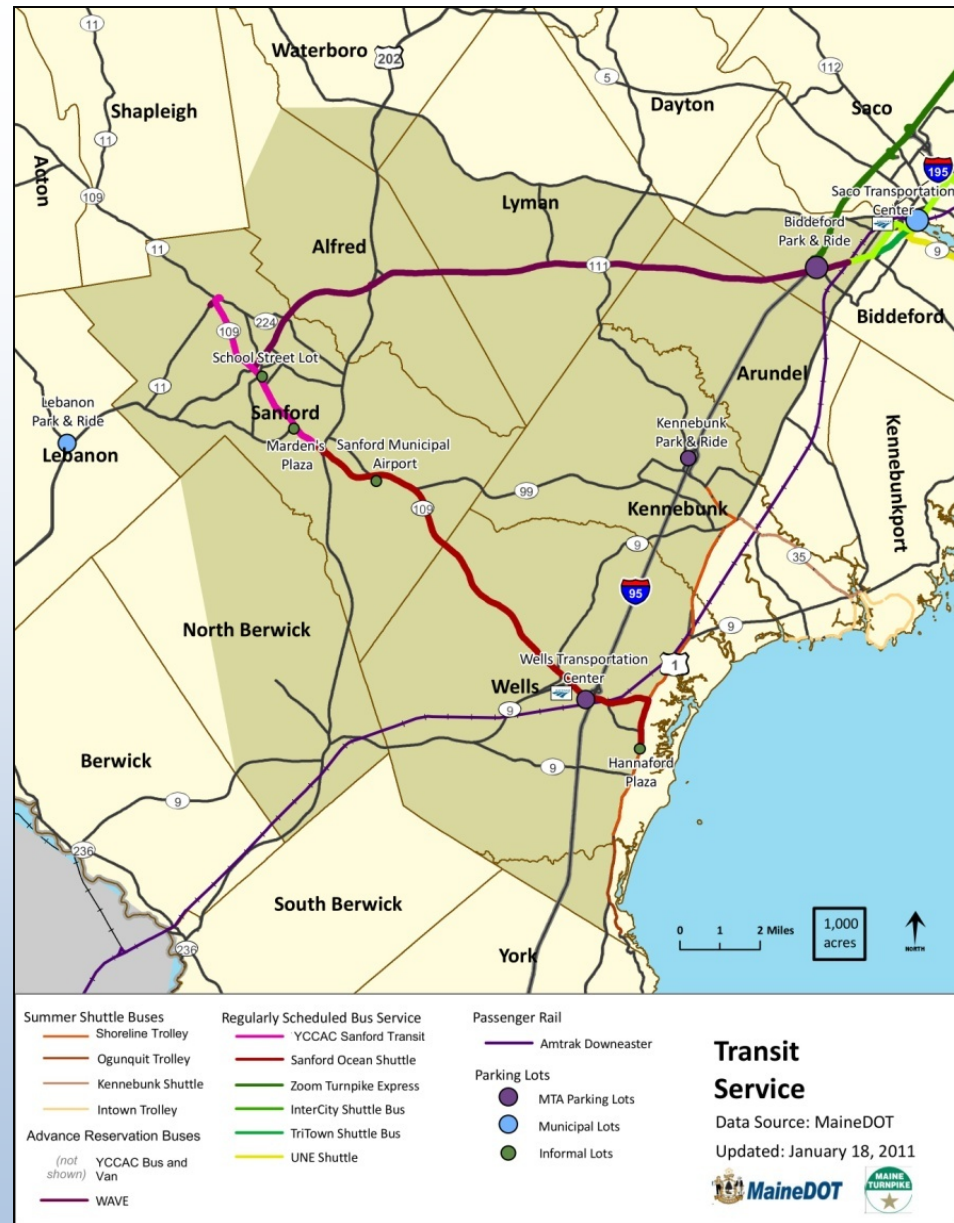 11
Waterboro
202
5
112
Shapleigh
Dayton
Saco
11
195
Acton
109
Lyman
Saco Transportation
Center
Biddeford
Park & Ride
9
11
Alfred
111
109
224
Biddeford
School Street Lot
Arundel
11
Lebanon
Park & Ride
Sanford
Kennebunk
Park & Ride
Marden's
Plaza
Sanford Municipal
Airport
Lebanon
Kennebunkport
99
109
Kennebunk
9
35
95
North Berwick
9
Wells Transportation
Center
1
Wells
9
Hannaford
Plaza
9
Berwick
9
236
South Berwick
236
York
0 1 2 Miles
1,000
acres
NORTH
Summer Shuttle Buses
Shoreline Trolley
Ogunquit Trolley
Kennebunk Shuttle
Intown Trolley
Advance Reservation Buses
(not
shown)
YCCAC Bus and
Van
WAVE
Regularly Scheduled Bus Service
YCCAC Sanford Transit
Sanford Ocean Shuttle
Zoom Turnpike Express
InterCity Shuttle Bus
TriTown Shuttle Bus
UNE Shuttle
Passenger Rail
Amtrak Downeaster
Parking Lots
MTA Parking Lots
Municipal Lots
Informal Lots
Transit
Service
Data Source: MaineDOT
Updated: January 18, 2011
MaineDOT
MAINE
TURNPIKE